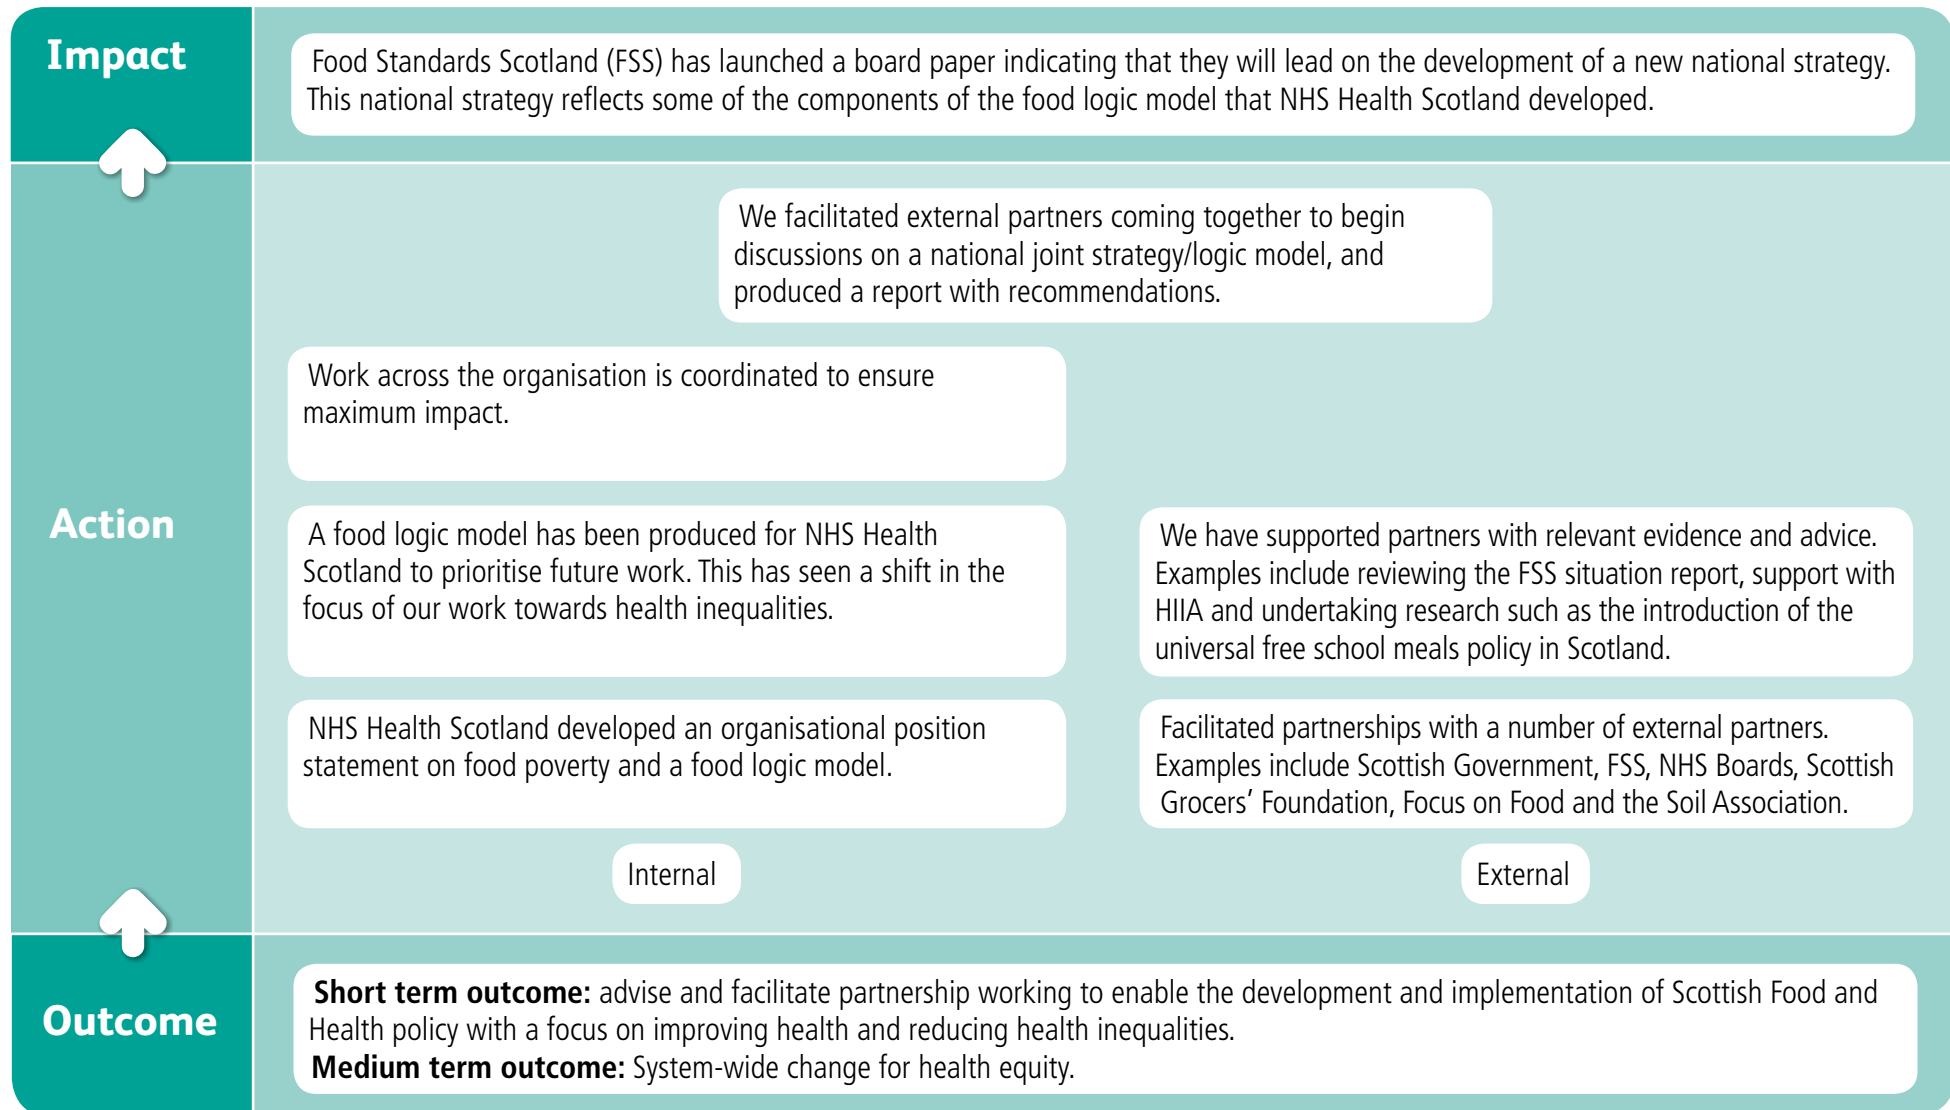 Impact
Food Standards Scotland (FSS) has launched a board paper indicating that they will lead on the development of a new national strategy.
This national strategy reflects some of the components of the food logic model that NHS Health Scotland developed.
Action
We facilitated external partners coming together to begin
discussions on a national joint strategy/logic model, and
produced a report with recommendations.
Work across the organisation is coordinated to ensure
maximum impact.
A food logic model has been produced for NHS Health
Scotland to prioritise future work. This has seen a shift in the
focus of our work towards health inequalities.
We have supported partners with relevant evidence and advice.
Examples include reviewing the FSS situation report, support with
HIIA and undertaking research such as the introduction of the
universal free school meals policy in Scotland.
NHS Health Scotland developed an organisational position
statement on food poverty and a food logic model.
Facilitated partnerships with a number of external partners.
Examples include Scottish Government, FSS, NHS Boards, Scottish
Grocers’ Foundation, Focus on Food and the Soil Association.
Internal
External
Outcome
Short term outcome: advise and facilitate partnership working to enable the development and implementation of Scottish Food and
Health policy with a focus on improving health and reducing health inequalities.
Medium term outcome: System-wide change for health equity.